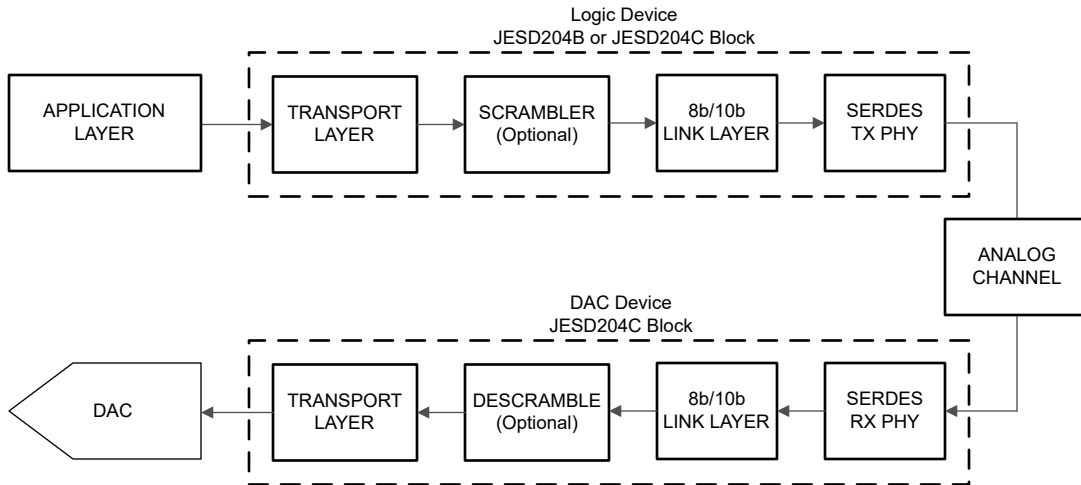 Logic Device
JESD204B or JESD204C Block
APPLICATION
LAYER
TRANSPORT
LAYER
SCRAMBLER
(Optional)
8b/10b
LINK LAYER
SERDES
TX PHY
ANALOG
CHANNEL
DAC Device
JESD204C Block
DAC
TRANSPORT
LAYER
DESCRAMBLE
(Optional)
8b/10b
LINK LAYER
SERDES
RX PHY